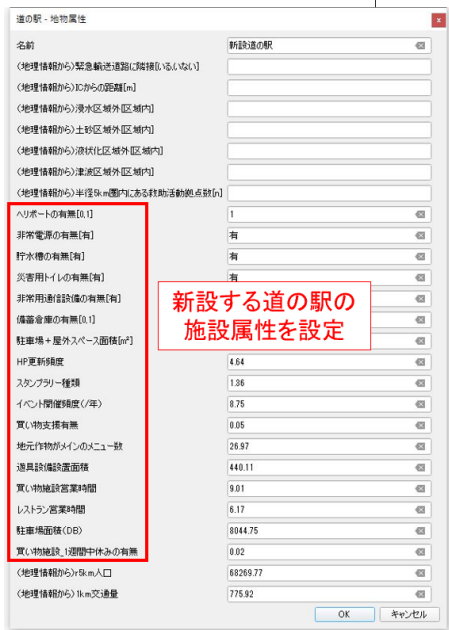 道の駅 - 地物属性
名前 新設道の駅
(地理情報から)緊急輸送道路に隣接[いる,いない]
(地理情報から)ICからの距離[m]
(地理情報から)浸水区域外[区域内]
(地理情報から)土砂区域外[区域内]
(地理情報から)液状化区域外[区域内]
(地理情報から)津波区域外[区域内]
(地理情報から)半径5km圏内にある救助活動拠点数[n]
ヘリポートの有無[0,1] 1
非常電源の有無[有] 有
貯水槽の有無[有] 有
災害用トイレの有無[有] 有
非常用通信設備の有無[有]
備蓄倉庫の有無[0,1]
駐車場+屋外スペース面積[㎡]
新設する道の駅の
施設属性を設定
HP更新頻度 4.64
スタンプラリー種類 1.36
イベント開催頻度(/年) 8.75
買い物支援有無 0.05
地元作物がメインのメニュー数 26.97
遊具設備設置面積 440.11
買い物施設営業時間 9.01
レストラン営業時間 6.17
駐車場面積(DB) 8044.75
買い物施設_1週間中休みの有無 0.02
(地理情報から)r5km人口 68269.77
(地理情報から)1km交通量 775.92
OK キャンセル